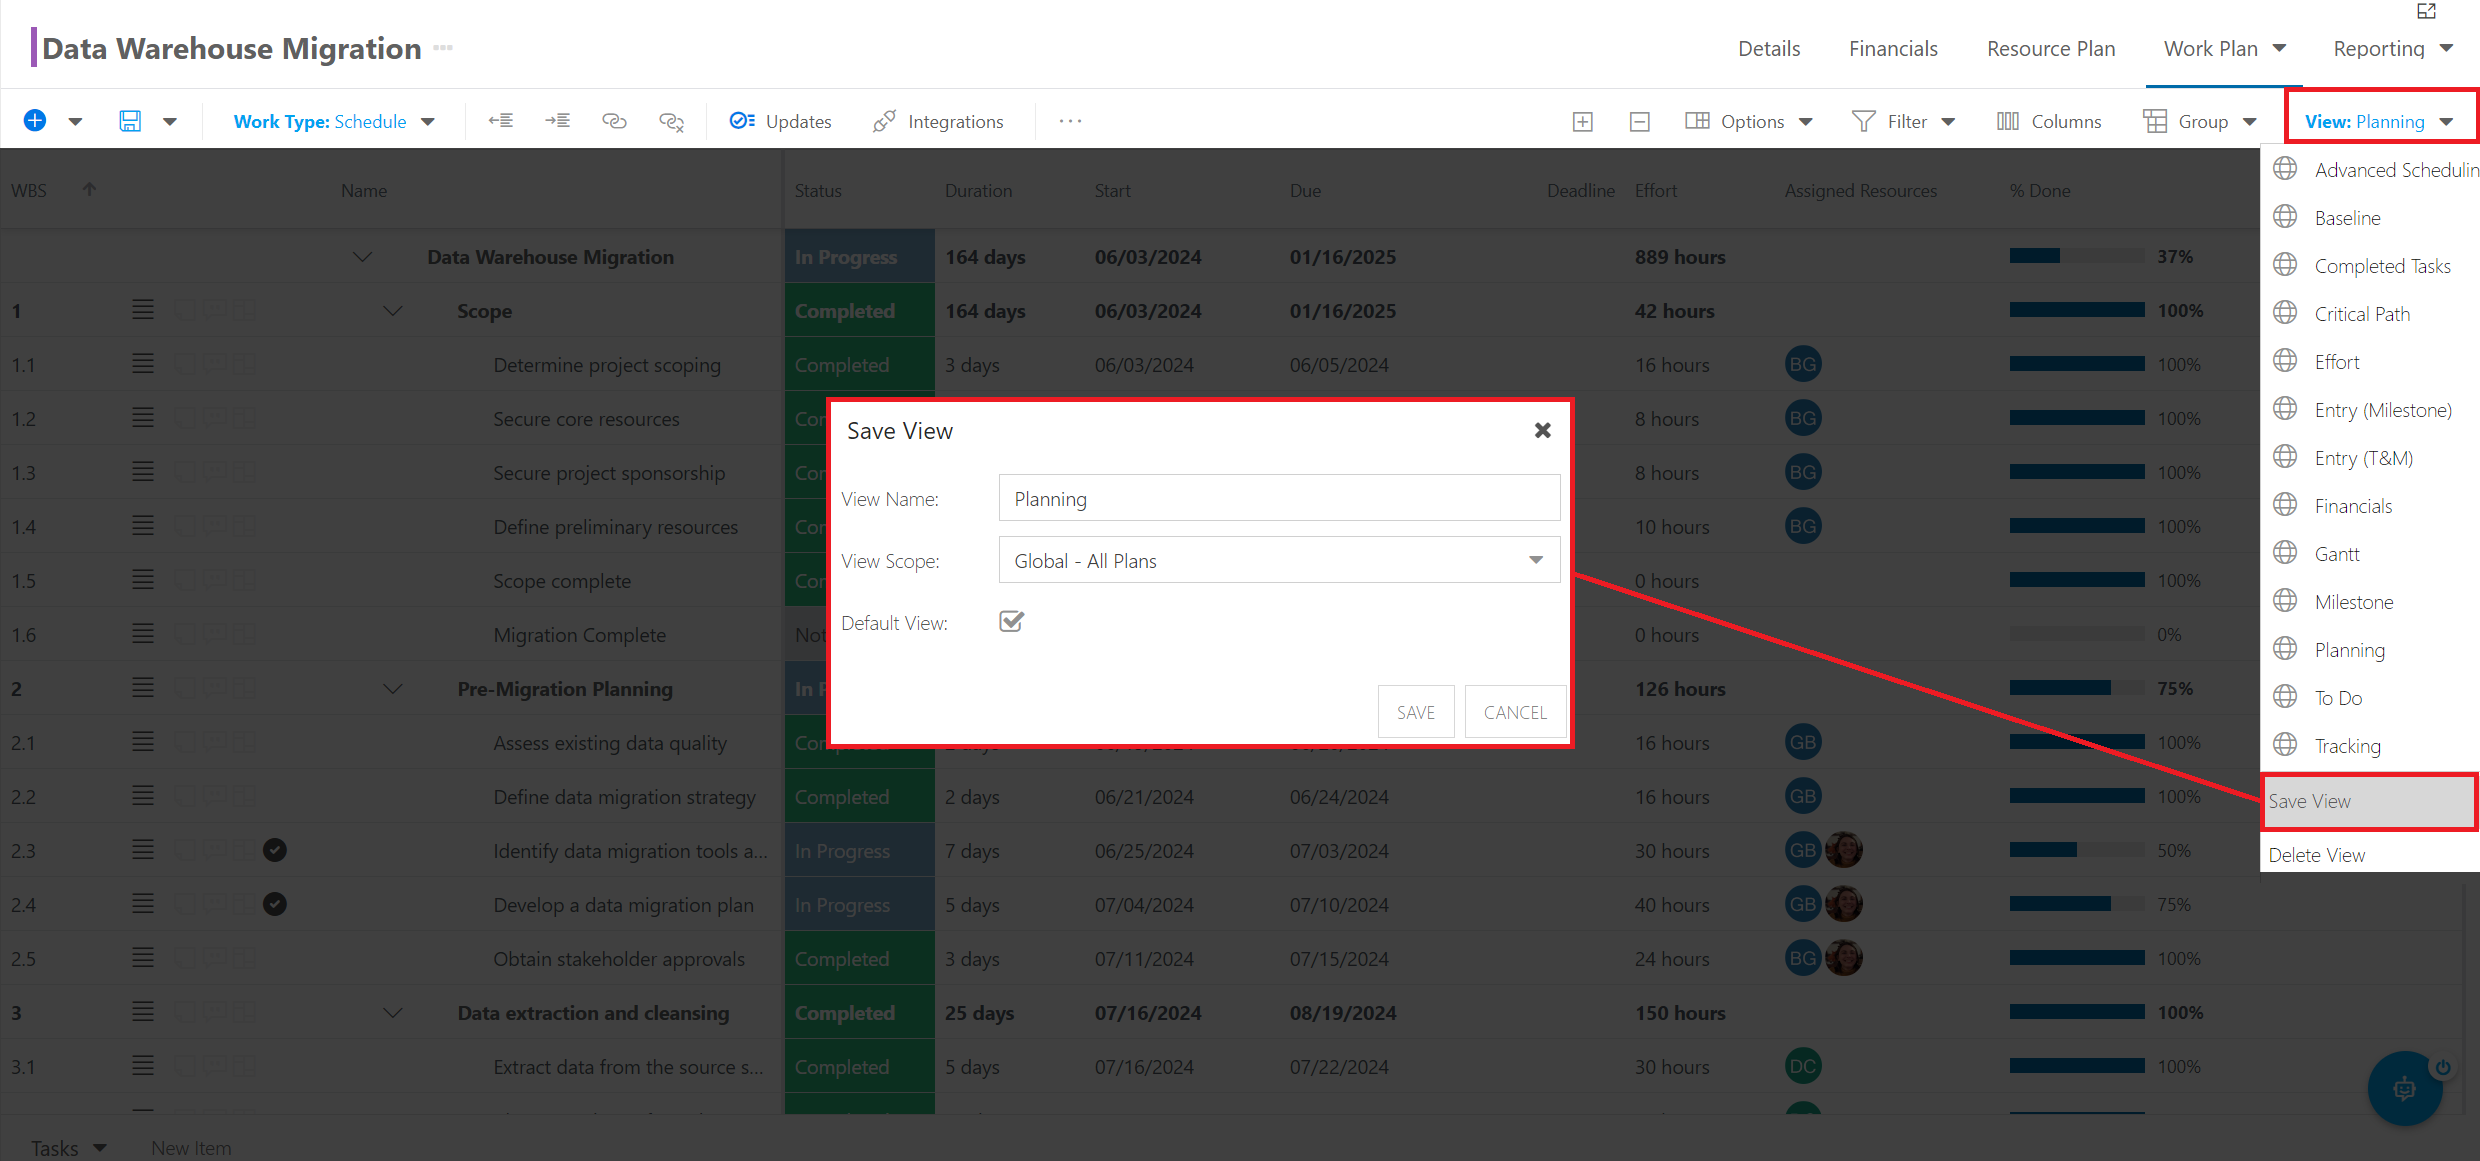 Data Warehouse Migration
Details Financials Resource Plan Work Plan Reporting
Work Type: Schedule Updates Integrations Options Filter Columns Group View: Planning
WBS Name Status Duration Start Due Deadline Effort Assigned Resources % Done
Data Warehouse Migration In Progress 164 days 06/03/2024 01/16/2025 889 hours 37%
1 Scope Completed 164 days 06/03/2024 01/16/2025 42 hours 100%
1.1 Determine project scoping Completed 3 days 06/03/2024 06/05/2024 16 hours BG 100%
1.2 Secure core resources 8 hours BG 100%
1.3 Secure project sponsorship 8 hours BG 100%
1.4 Define preliminary resources 10 hours BG 100%
1.5 Scope complete 0 hours 100%
1.6 Migration Complete Not 0 hours 0%
2 Pre-Migration Planning 126 hours 75%
2.1 Assess existing data quality 16 hours GB 100%
2.2 Define data migration strategy Completed 2 days 06/21/2024 06/24/2024 16 hours GB 100%
2.3 Identify data migration tools a... In Progress 7 days 06/25/2024 07/03/2024 30 hours GB 50%
2.4 Develop a data migration plan In Progress 5 days 07/04/2024 07/10/2024 40 hours GB 75%
2.5 Obtain stakeholder approvals Completed 3 days 07/11/2024 07/15/2024 24 hours BG 100%
3 Data extraction and cleansing Completed 25 days 07/16/2024 08/19/2024 150 hours 100%
3.1 Extract data from the source s... Completed 5 days 07/16/2024 07/22/2024 30 hours DC 100%
Tasks New Item
Save View
View Name: Planning
View Scope: Global - All Plans
Default View:
SAVE CANCEL
Advanced Schedulin
Baseline
Completed Tasks
Critical Path
Effort
Entry (Milestone)
Entry (T&M)
Financials
Gantt
Milestone
Planning
To Do
Tracking
Save View
Delete View